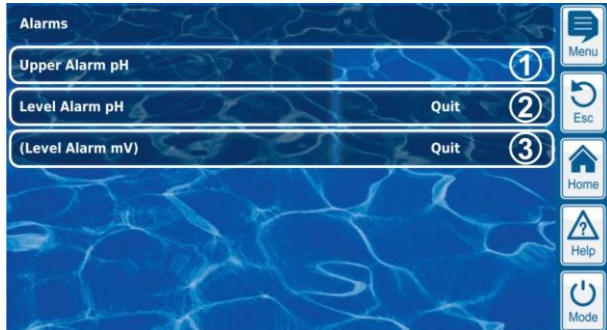 Alarms
Upper Alarm pH 1
Level Alarm pH Quit 2
(Level Alarm mV) Quit 3
Menu
Esc
Home
?
Help
Mode